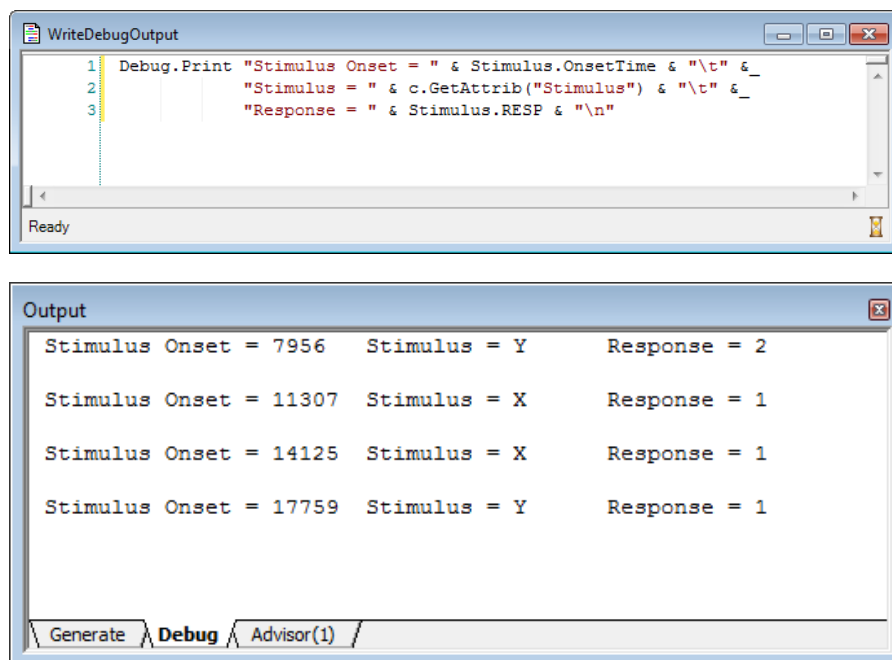 WriteDebugOutput
1 Debug.Print "Stimulus Onset = " & Stimulus.OnsetTime & "\t" &_
2 "Stimulus = " & c.GetAttrib("Stimulus") & "\t" &_
3 "Response = " & Stimulus.RESP & "\n"
Ready
Output
Stimulus Onset = 7956 Stimulus = Y Response = 2
Stimulus Onset = 11307 Stimulus = X Response = 1
Stimulus Onset = 14125 Stimulus = X Response = 1
Stimulus Onset = 17759 Stimulus = Y Response = 1
Generate Debug Advisor(1)